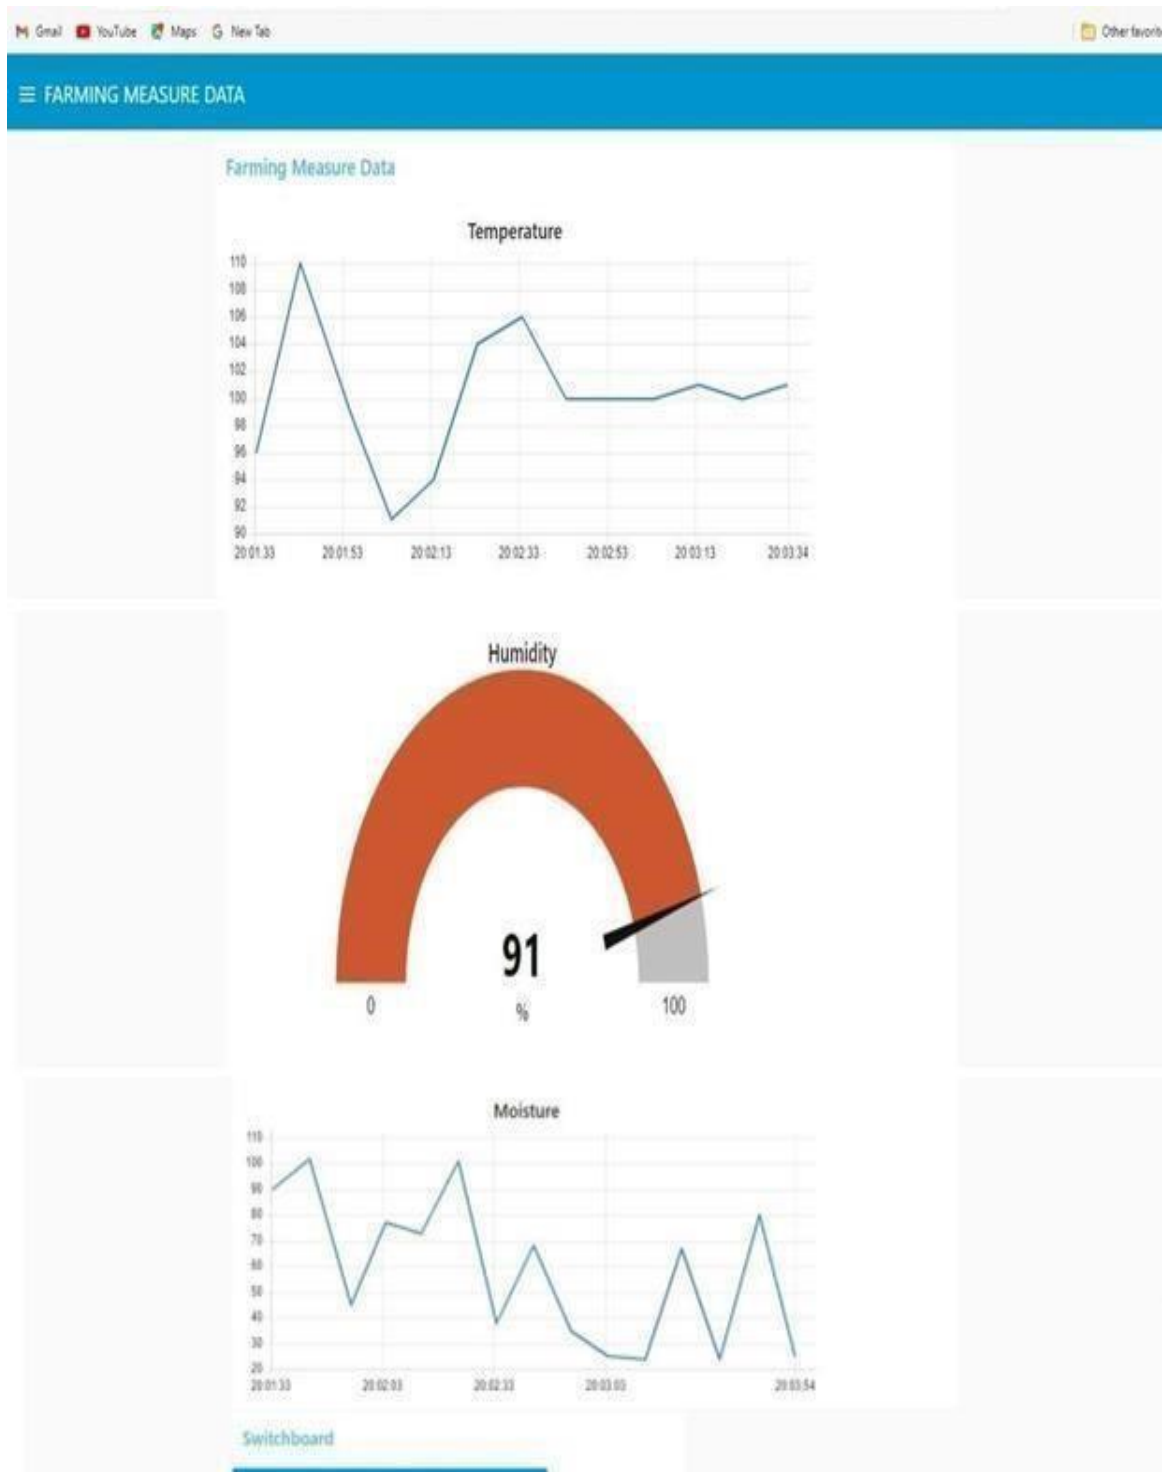 Gmail YouTube Maps G New Tab Other favorit
FARMING MEASURE DATA
Farming Measure Data
Temperature
110
108
106
104
102
100
98
96
94
92
90
20:01:33 20:01:53 20:02:13 20:02:33 20:02:53 20:03:13 20:03:34
Humidity
91
%
0 100
Moisture
110
100
90
80
70
60
50
40
30
20
20:01:33 20:02:03 20:02:33 20:03:03 20:03:54
Switchboard